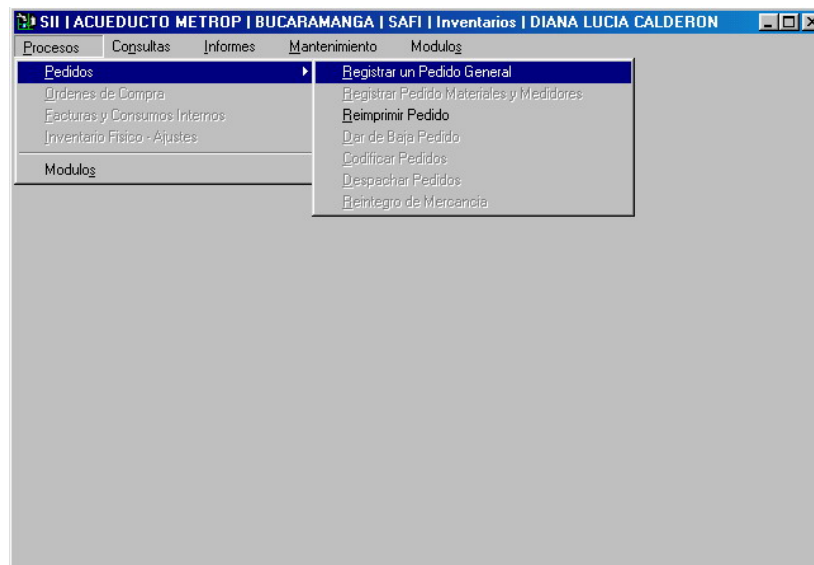 SII | ACUEDUCTO METROP | BUCARAMANGA | SAFI | Inventarios | DIANA LUCIA CALDERON
Procesos Consultas Informes Mantenimiento Modulos
Pedidos
Ordenes de Compra
Facturas y Consumos Internos
Inventario Fisico - Ajustes
Modulos
Registrar un Pedido General
Registrar Pedido Materiales y Medidores
Reimprimir Pedido
Dar de Baja Pedido
Codificar Pedidos
Despachar Pedidos
Reintegro de Mercancia